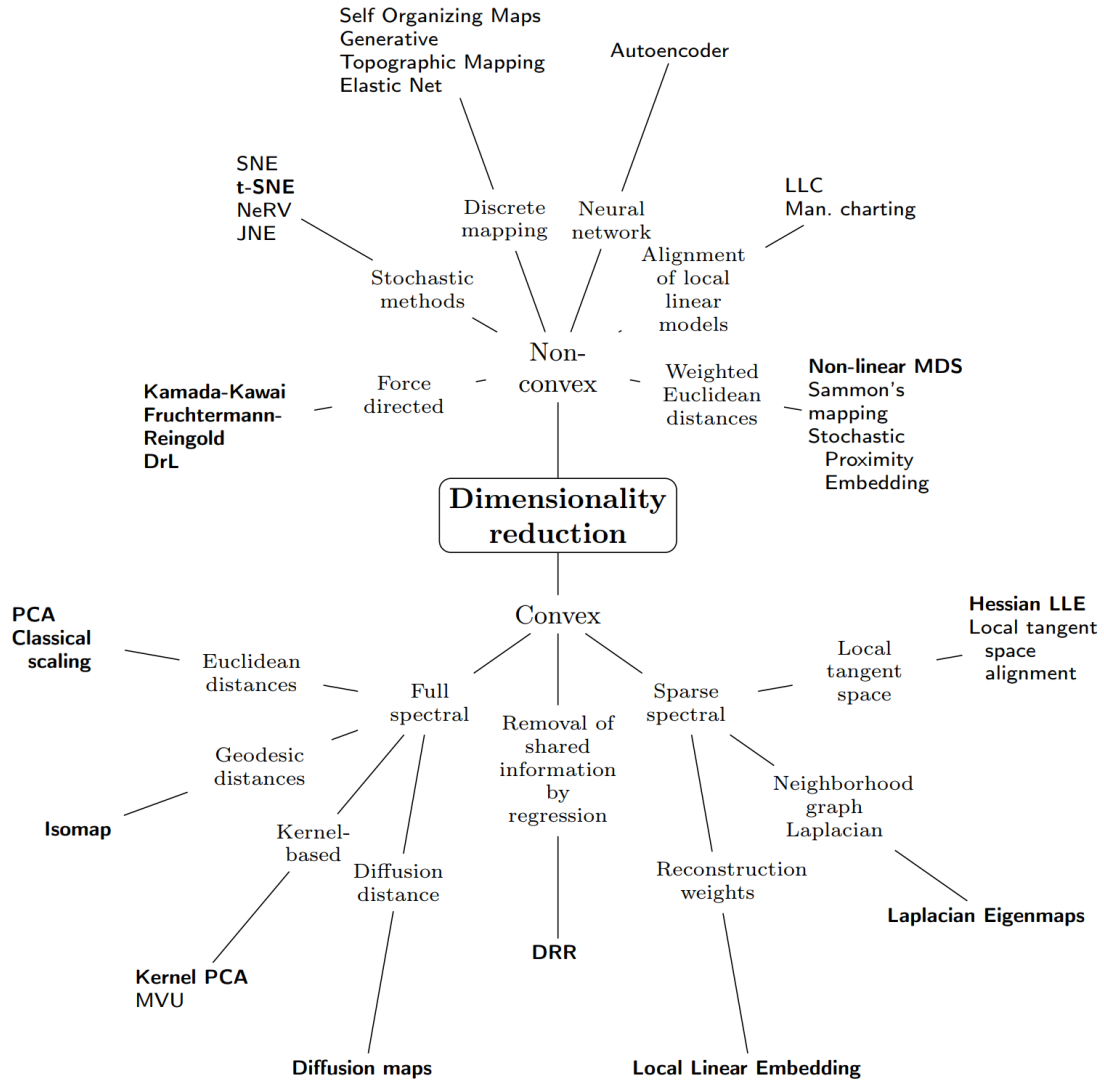 Self Organizing Maps
Generative
Topographic Mapping
Elastic Net
Autoencoder
SNE
t-SNE
NeRV
JNE
LLC
Man. charting
Discrete
mapping
Neural
network
Stochastic
methods
Alignment
of local
linear
models
Non-
convex
Force
directed
Weighted
Euclidean
distances
Kamada-Kawai
Fruchtermann-
Reingold
DrL
Non-linear MDS
Sammon's
mapping
Stochastic
Proximity
Embedding
Dimensionality
reduction
Convex
PCA
Classical
scaling
Euclidean
distances
Full
spectral
Sparse
spectral
Local
tangent
space
Hessian LLE
Local tangent
space
alignment
Removal of
shared
information
by
regression
Geodesic
distances
Isomap
Neighborhood
graph
Laplacian
Kernel-
based
Diffusion
distance
Reconstruction
weights
Laplacian Eigenmaps
DRR
Kernel PCA
MVU
Diffusion maps
Local Linear Embedding